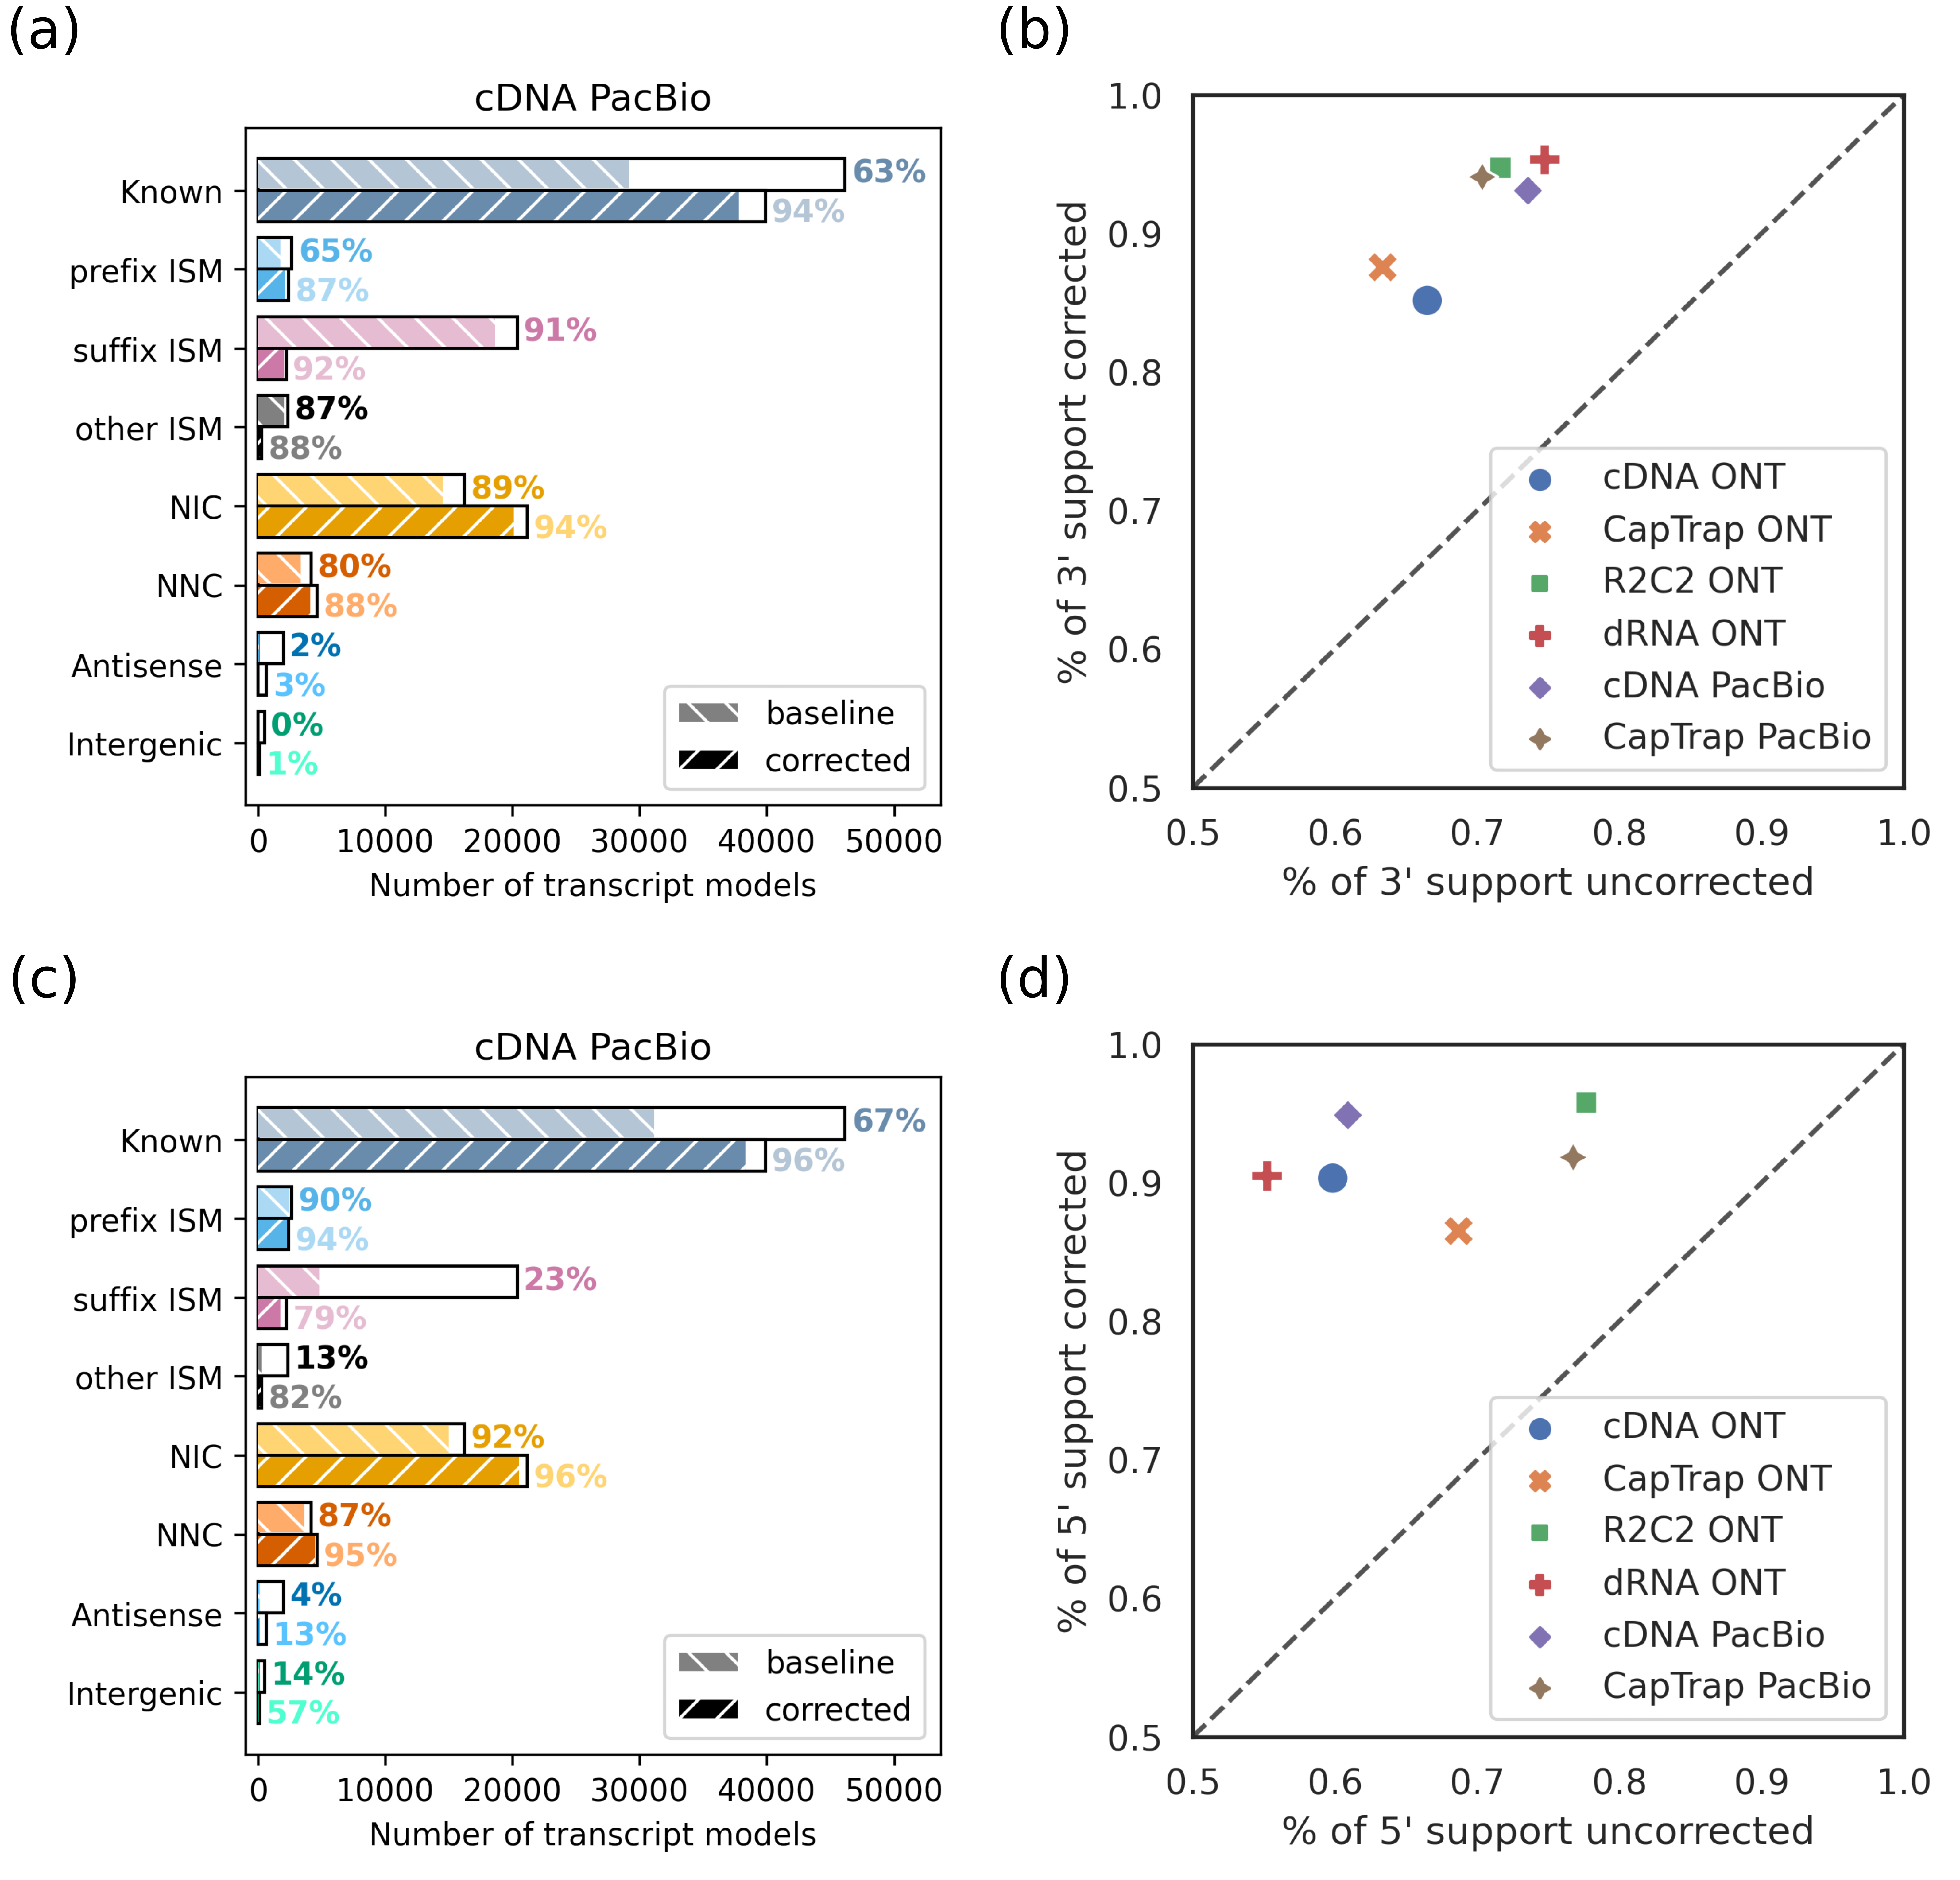 (a)
cDNA PacBio
Known
63%
94%
prefix ISM
65%
87%
suffix ISM
91%
92%
other ISM
87%
88%
NIC
89%
94%
NNC
80%
88%
Antisense
2%
3%
Intergenic
0%
1%
baseline
corrected
0 10000 20000 30000 40000 50000
Number of transcript models
(b)
% of 3' support corrected
1.0
0.9
0.8
0.7
0.6
0.5
cDNA ONT
CapTrap ONT
R2C2 ONT
dRNA ONT
cDNA PacBio
CapTrap PacBio
0.5 0.6 0.7 0.8 0.9 1.0
% of 3' support uncorrected
(c)
cDNA PacBio
Known
67%
96%
prefix ISM
90%
94%
suffix ISM
23%
79%
other ISM
13%
82%
NIC
92%
96%
NNC
87%
95%
Antisense
4%
13%
Intergenic
14%
57%
baseline
corrected
0 10000 20000 30000 40000 50000
Number of transcript models
(d)
% of 5' support corrected
1.0
0.9
0.8
0.7
0.6
0.5
cDNA ONT
CapTrap ONT
R2C2 ONT
dRNA ONT
cDNA PacBio
CapTrap PacBio
0.5 0.6 0.7 0.8 0.9 1.0
% of 5' support uncorrected